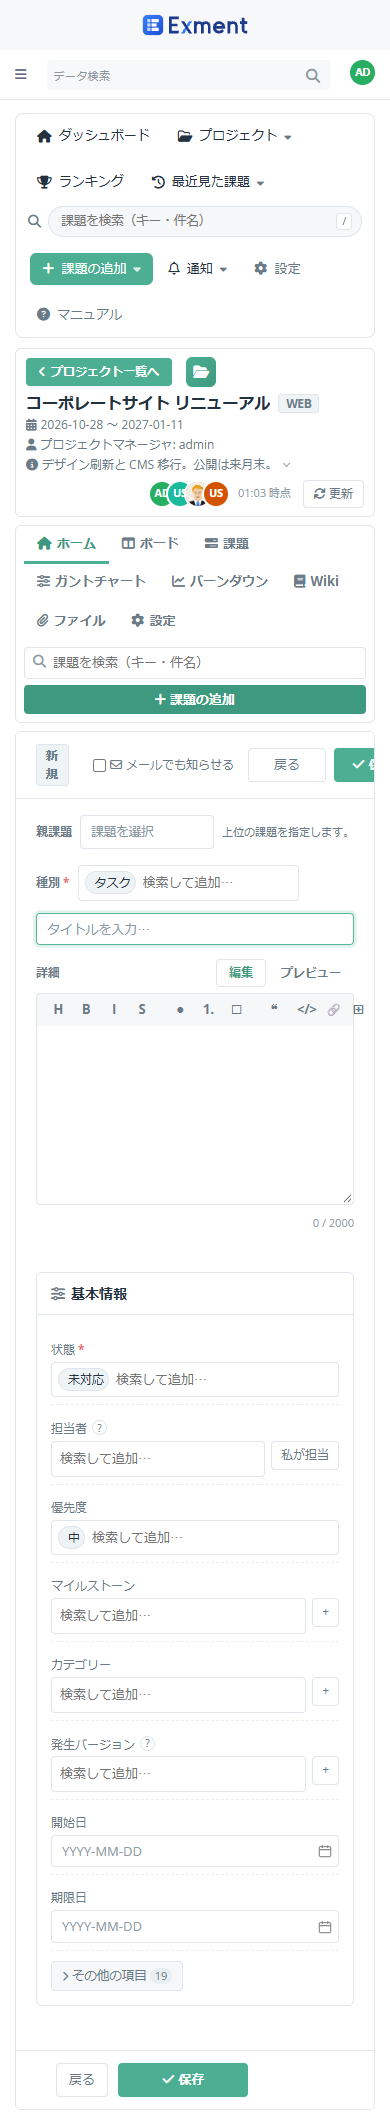 Exment
データ検索
AD
ダッシュボード
プロジェクト
ランキング
最近見た課題
課題を検索（キー・件名）
/
課題の追加
通知
設定
マニュアル
プロジェクト一覧へ
コーポレートサイト リニューアル
WEB
2026-10-28 〜 2027-01-11
プロジェクトマネージャ: admin
デザイン刷新と CMS 移行。公開は来月末。
US
01:03 時点
更新
ホーム
ボード
課題
ガントチャート
バーンダウン
Wiki
ファイル
設定
課題を検索（キー・件名）
課題の追加
新規
メールでも知らせる
戻る
親課題
課題を選択
上位の課題を指定します。
種別 *
タスク
検索して追加…
タイトルを入力…
詳細
編集
プレビュー
H
B
I
S
1.
</>
0 / 2000
基本情報
状態 *
未対応
検索して追加…
担当者
?
検索して追加…
私が担当
優先度
中
検索して追加…
マイルストーン
検索して追加…
+
カテゴリー
検索して追加…
+
発生バージョン
?
検索して追加…
+
開始日
YYYY-MM-DD
期限日
YYYY-MM-DD
その他の項目
19
戻る
保存